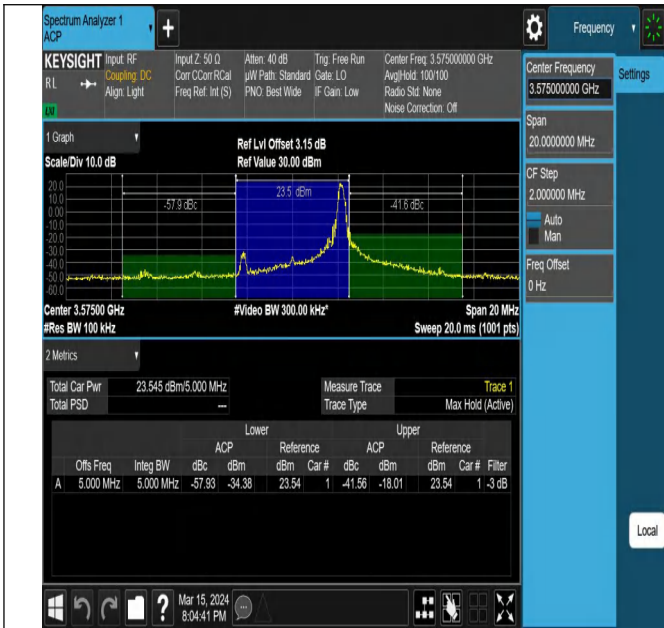 Spectrum Analyzer 1
ACP
Frequency
KEYSIGHT
RL
LXI
Input: RF
Coupling: DC
Align: Light
Input Z: 50 Ω
Corr CCorr RCal
Freq Ref: Int (S)
Atten: 40 dB
µW Path: Standard
PNO: Best Wide
Trig: Free Run
Gate: LO
IF Gain: Low
Center Freq: 3.575000000 GHz
Avg|Hold: 100/100
Radio Std: None
Noise Correction: Off
Center Frequency
3.575000000 GHz
Settings
Span
20.0000000 MHz
CF Step
2.000000 MHz
Auto
Man
Freq Offset
0 Hz
1 Graph
Scale/Div 10.0 dB
Ref Lvl Offset 3.15 dB
Ref Value 30.00 dBm
20.0
10.0
0.00
-10.0
-20.0
-30.0
-40.0
-50.0
-60.0
-57.9 dBc
23.5 dBm
-41.6 dBc
Center 3.57500 GHz
#Video BW 300.00 kHz*
Span 20 MHz
#Res BW 100 kHz
Sweep 20.0 ms (1001 pts)
2 Metrics
Total Car Pwr 23.545 dBm/5.000 MHz
Total PSD ---
Measure Trace Trace 1
Trace Type Max Hold (Active)
Lower Upper
ACP Reference ACP Reference
Offs Freq Integ BW dBc dBm dBm Car # dBc dBm dBm Car # Filter
A 5.000 MHz 5.000 MHz -57.93 -34.38 23.54 1 -41.56 -18.01 23.54 1 -3 dB
Local
?
Mar 15, 2024
8:04:41 PM